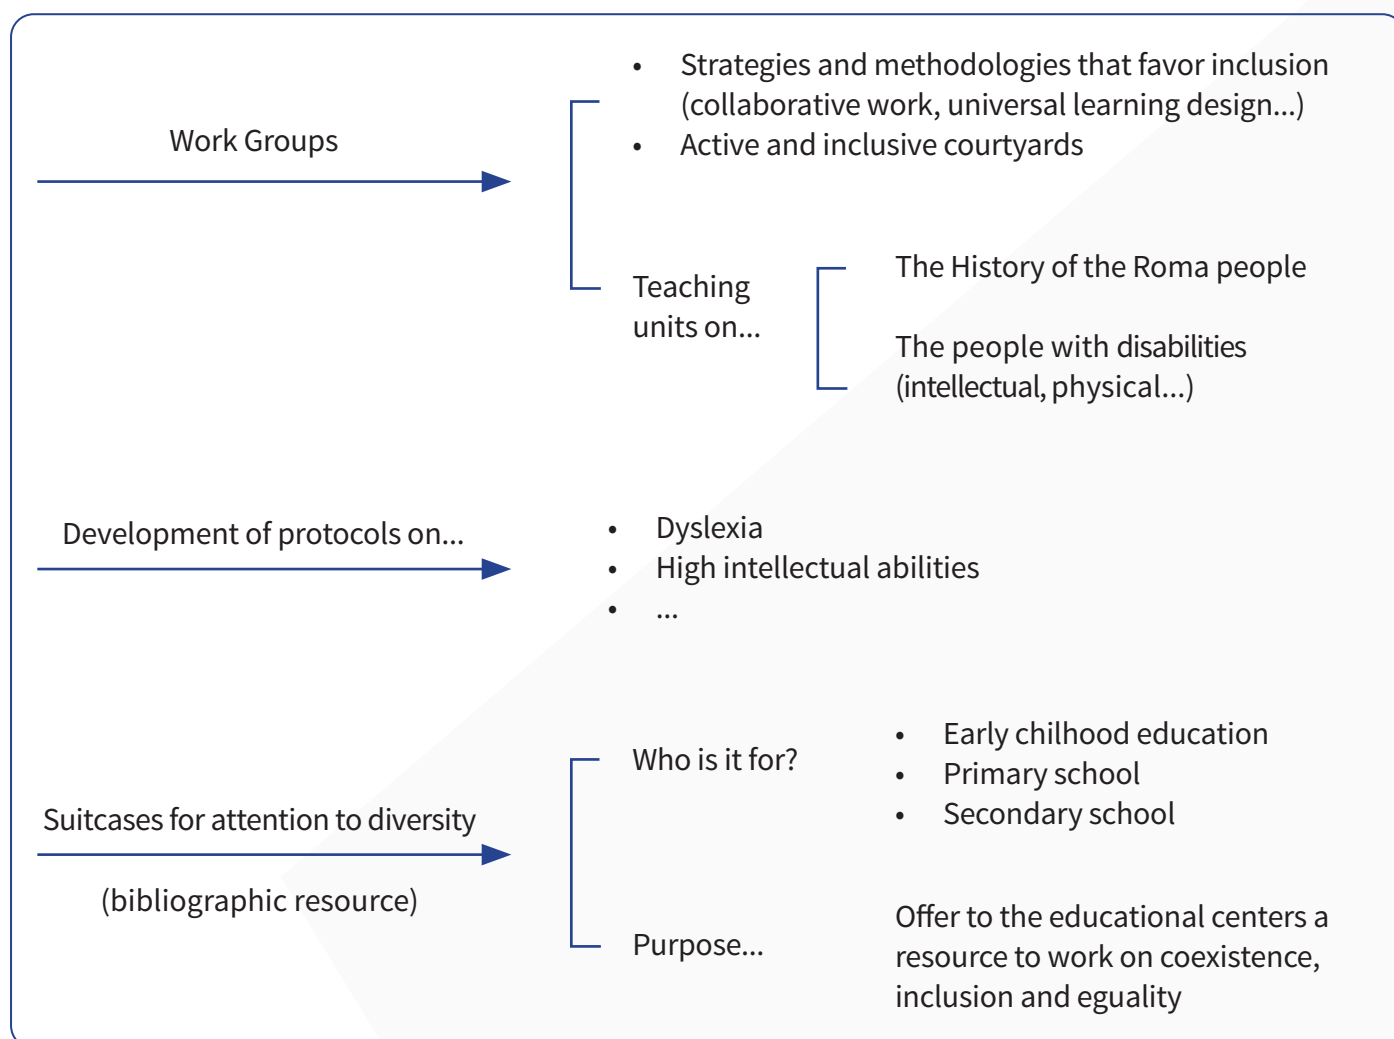 Work Groups
• Strategies and methodologies that favor inclusion
(collaborative work, universal learning design...)
• Active and inclusive courtyards
Teaching
units on...
The History of the Roma people
The people with disabilities
(intellectual, physical...)
Development of protocols on...
• Dyslexia
• High intellectual abilities
• ...
Suitcases for attention to diversity
(bibliographic resource)
Who is it for?
• Early chilhood education
• Primary school
• Secondary school
Purpose...
Offer to the educational centers a
resource to work on coexistence,
inclusion and eguality